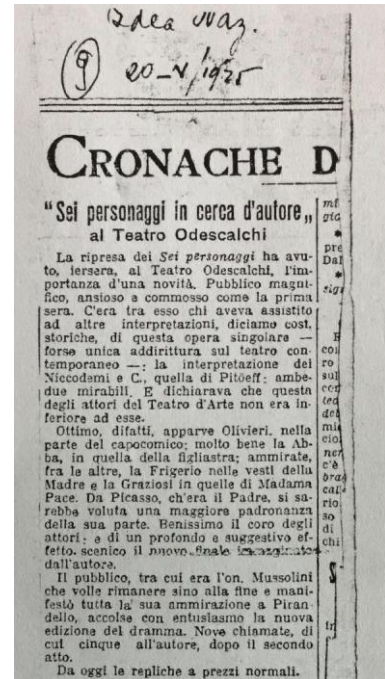 Idea Naz.
9
20-V/1925
CRONACHE D
"Sei personaggi in cerca d'autore„
al Teatro Odescalchi
La ripresa dei Sei personaggi ha avu-
to, iersera, al Teatro Odescalchi, l'im-
portanza d'una novità. Pubblico magni-
fico, ansioso e commosso come la prima
sera. C'era tra esso chi aveva assistito
ad altre interpretazioni, diciamo così,
storiche, di questa opera singolare —
forse unica addirittura sul teatro con-
temporaneo —: la interpretazione dei
Niccodemi e C., quella di Pitöeff: ambe-
due mirabili. E dichiarava che questa
degli attori del Teatro d'Arte non era in-
feriore ad esse.
Ottimo, difatti, apparve Olivieri, nella
parte del capocomico; molto bene la Ab-
ba, in quella della figliastra; ammirate,
fra le altre, la Frigerio nelle vesti della
Madre e la Graziosi in quelle di Madama
Pace. Da Picasso, ch'era il Padre, si sa-
rebbe voluta una maggiore padronanza
della sua parte. Benissimo il coro degli
attori; e di un profondo e suggestivo ef-
fetto scenico il nuovo finale immaginato
dall'autore.
Il pubblico, tra cui era l'on. Mussolini
che volle rimanere sino alla fine e mani-
festò tutta la sua ammirazione a Piran-
dello, accolse con entusiasmo la nuova
edizione del dramma. Nove chiamate, di
cui cinque all'autore, dopo il secondo
atto.
Da oggi le repliche a prezzi normali.